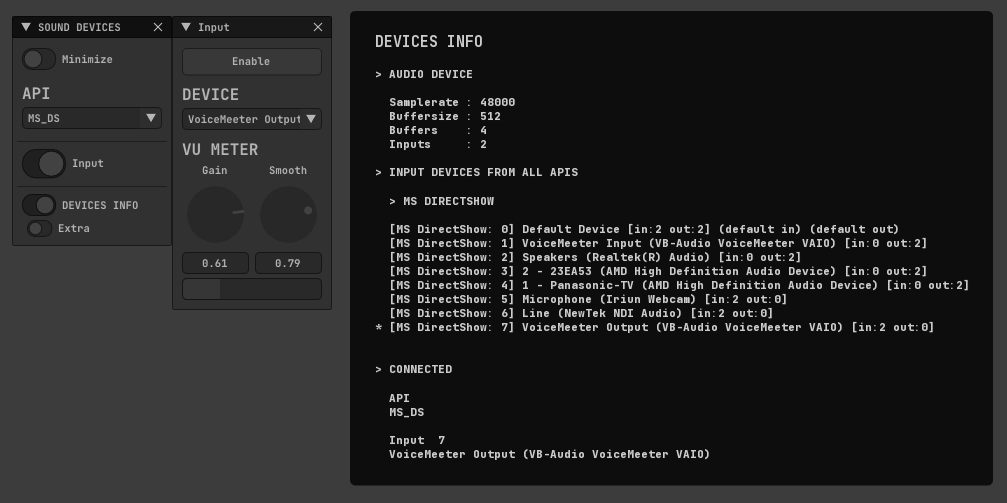 SOUND DEVICES
Minimize
API
MS_DS
Input
DEVICES INFO
Extra
Input
Enable
DEVICE
VoiceMeeter Output
VU METER
Gain Smooth
0.61 0.79
DEVICES INFO
> AUDIO DEVICE
Samplerate : 48000
Buffersize : 512
Buffers : 4
Inputs : 2
> INPUT DEVICES FROM ALL APIS
> MS DIRECTSHOW
[MS DirectShow: 0] Default Device [in:2 out:2] (default in) (default out)
[MS DirectShow: 1] VoiceMeeter Input (VB-Audio VoiceMeeter VAIO) [in:0 out:2]
[MS DirectShow: 2] Speakers (Realtek(R) Audio) [in:0 out:2]
[MS DirectShow: 3] 2 - 23EA53 (AMD High Definition Audio Device) [in:0 out:2]
[MS DirectShow: 4] 1 - Panasonic-TV (AMD High Definition Audio Device) [in:0 out:2]
[MS DirectShow: 5] Microphone (Iriun Webcam) [in:2 out:0]
[MS DirectShow: 6] Line (NewTek NDI Audio) [in:2 out:0]
* [MS DirectShow: 7] VoiceMeeter Output (VB-Audio VoiceMeeter VAIO) [in:2 out:0]
> CONNECTED
API
MS_DS
Input 7
VoiceMeeter Output (VB-Audio VoiceMeeter VAIO)